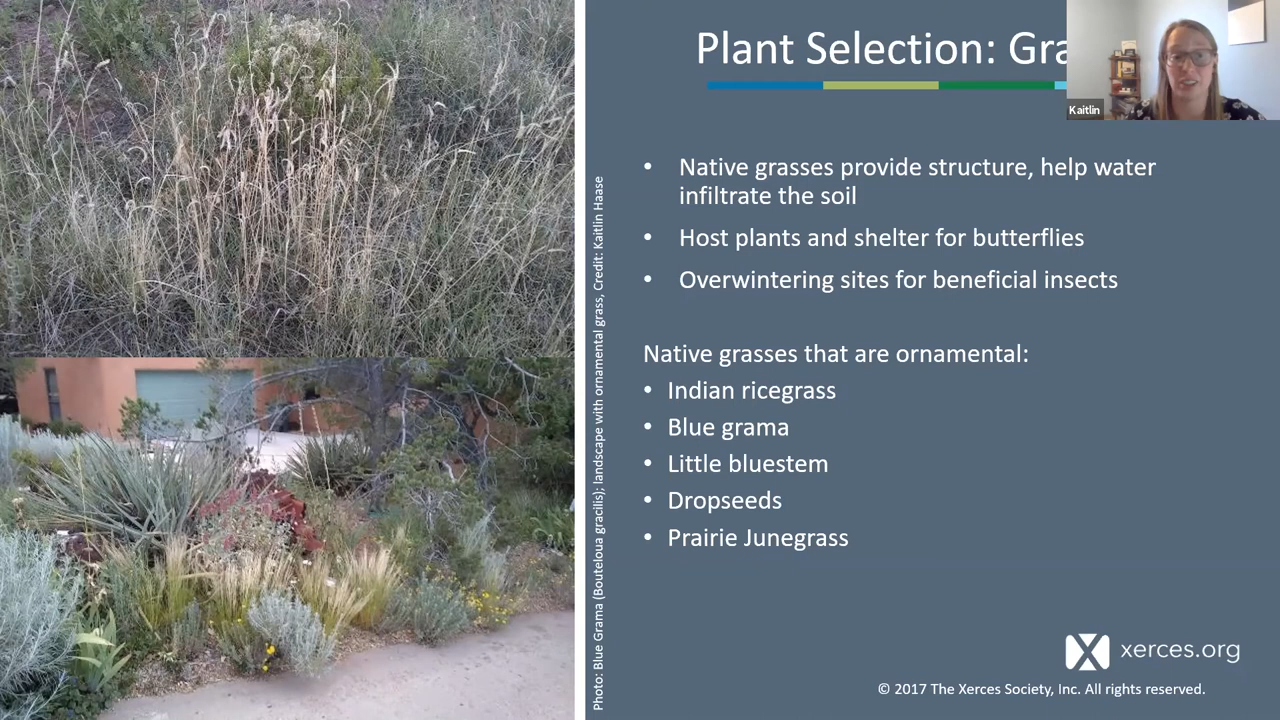 Plant Selection: Gra
Kaitlin
• Native grasses provide structure, help water
infiltrate the soil
• Host plants and shelter for butterflies
• Overwintering sites for beneficial insects
Native grasses that are ornamental:
• Indian ricegrass
• Blue grama
• Little bluestem
• Dropseeds
• Prairie Junegrass
Photo: Blue Grama (Bouteloua gracilis); landscape with ornamental grass, Credit: Kaitlin Haase
xerces.org
© 2017 The Xerces Society, Inc. All rights reserved.